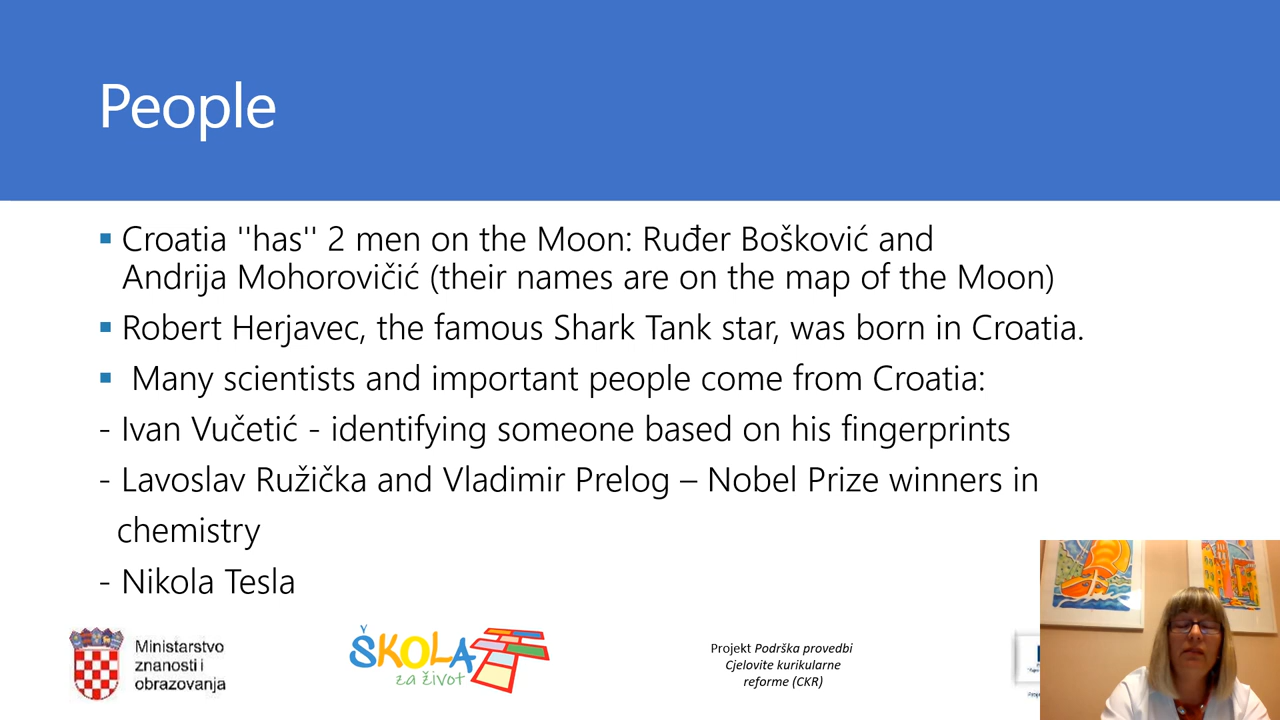 People
▪ Croatia ''has'' 2 men on the Moon: Ruđer Bošković and
Andrija Mohorovičić (their names are on the map of the Moon)
▪ Robert Herjavec, the famous Shark Tank star, was born in Croatia.
▪ Many scientists and important people come from Croatia:
- Ivan Vučetić - identifying someone based on his fingerprints
- Lavoslav Ružička and Vladimir Prelog – Nobel Prize winners in
chemistry
- Nikola Tesla
Ministarstvo
znanosti i
obrazovanja
ŠKOLA
za život
Projekt Podrška provedbi
Cjelovite kurikularne
reforme (CKR)